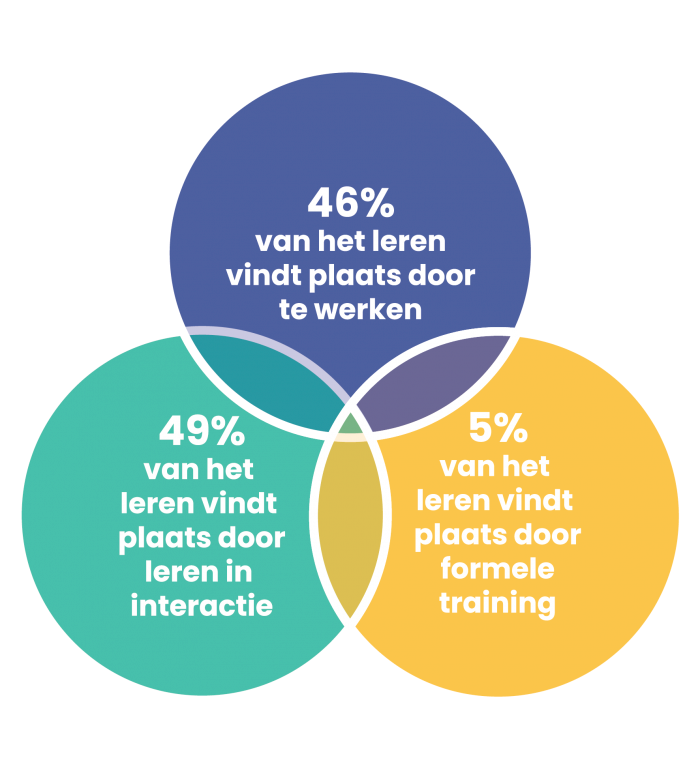 46%
van het leren
vindt plaats door
te werken
49%
van het
leren vindt
plaats door
leren in
interactie
5%
van het
leren vindt
plaats door
formele
training